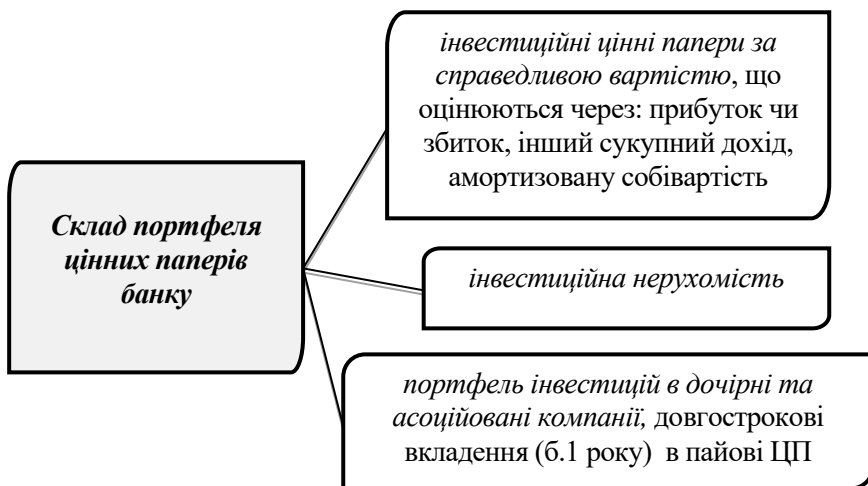 інвестиційні цінні папери за
справедливою вартістю, що
оцінюються через: прибуток чи
збиток, інший сукупний дохід,
амортизовану собівартість
Склад портфеля
цінних паперів
банку
інвестиційна нерухомість
портфель інвестицій в дочірні та
асоційовані компанії, довгострокові
вкладення (б.1 року) в пайові ЦП